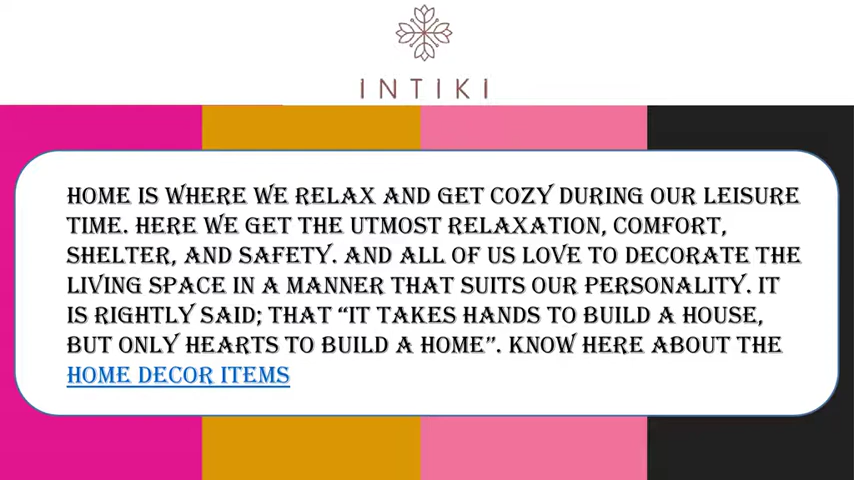 INTIKI
HOME IS WHERE WE RELAX AND GET COZY DURING OUR LEISURE
TIME. HERE WE GET THE UTMOST RELAXATION, COMFORT,
SHELTER, AND SAFETY. AND ALL OF US LOVE TO DECORATE THE
LIVING SPACE IN A MANNER THAT SUITS OUR PERSONALITY. IT
IS RIGHTLY SAID; THAT “IT TAKES HANDS TO BUILD A HOUSE,
BUT ONLY HEARTS TO BUILD A HOME”. KNOW HERE ABOUT THE
HOME DECOR ITEMS